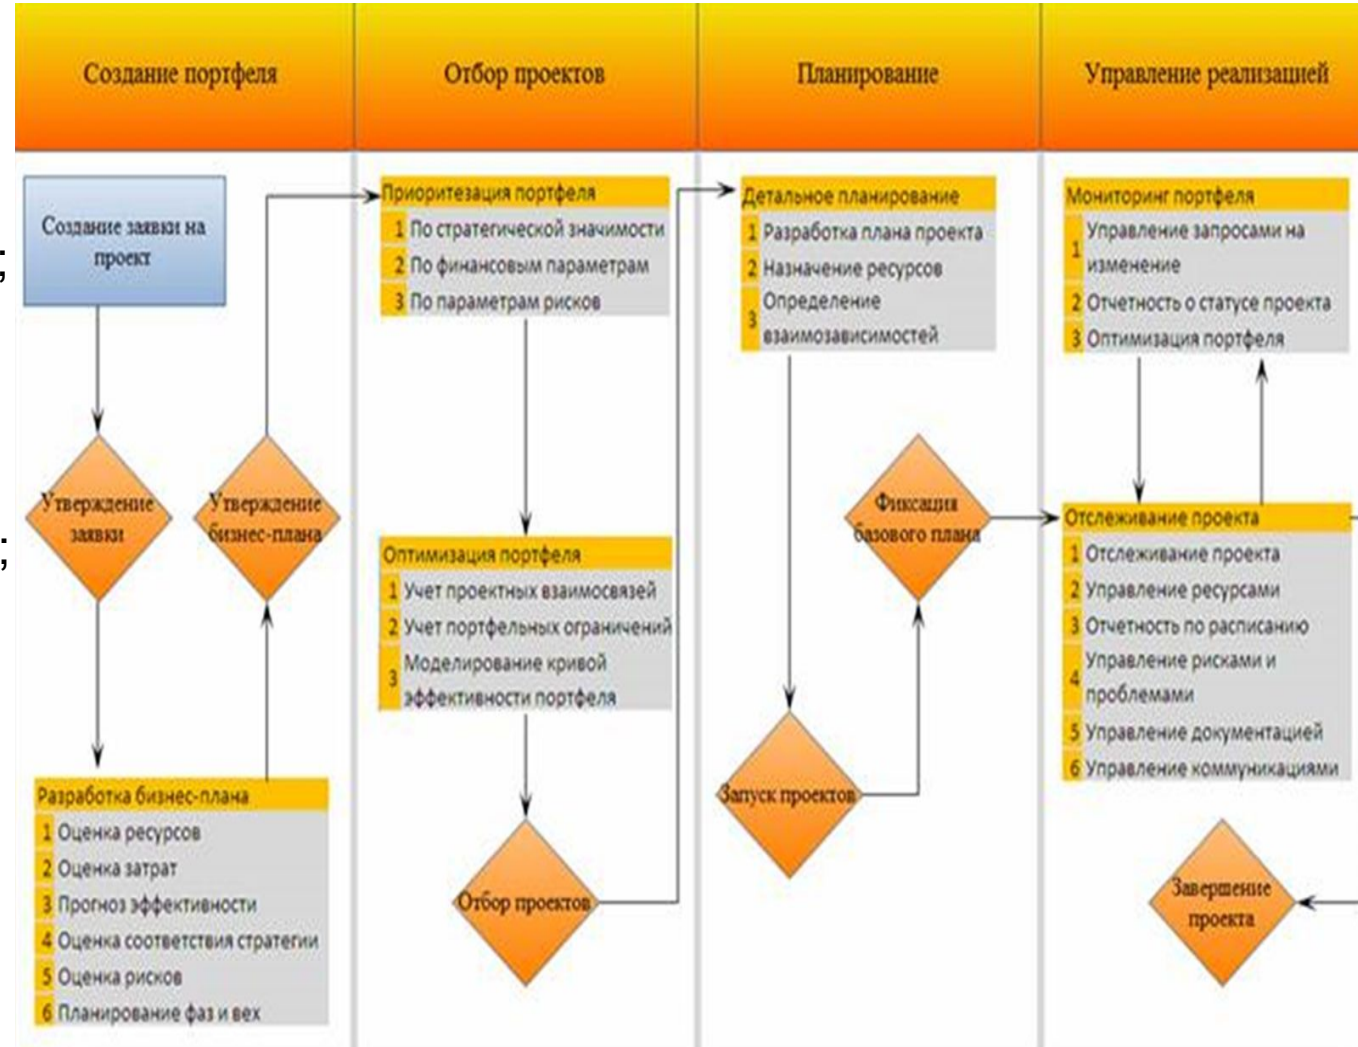 Создание портфеля
Отбор проектов
Планирование
Управление реализацией
;
;
Создание заявки на
проект
Утверждение
заявки
Утверждение
бизнес-плана
Разработка бизнес-плана
1 Оценка ресурсов
2 Оценка затрат
3 Прогноз эффективности
4 Оценка соответствия стратегии
5 Оценка рисков
6 Планирование фаз и вех
Приоритезация портфеля
1 По стратегической значимости
2 По финансовым параметрам
3 По параметрам рисков
Оптимизация портфеля
1 Учет проектных взаимосвязей
2 Учет портфельных ограничений
3 Моделирование кривой
эффективности портфеля
Отбор проектов
Детальное планирование
1 Разработка плана проекта
2 Назначение ресурсов
3 Определение
взаимозависимостей
Запуск проектов
Фиксация
базового плана
Мониторинг портфеля
1 Управление запросами на
изменение
2 Отчетность о статусе проекта
3 Оптимизация портфеля
Отслеживание проекта
1 Отслеживание проекта
2 Управление ресурсами
3 Отчетность по расписанию
4 Управление рисками и
проблемами
5 Управление документацией
6 Управление коммуникациями
Завершение
проекта